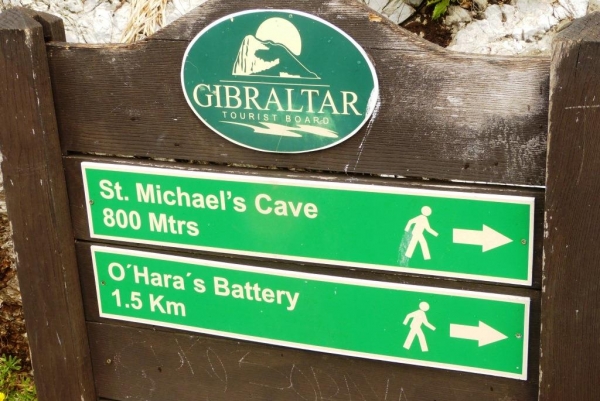 GIBRALTAR
TOURIST BOARD
St. Michael's Cave
800 Mtrs
O´Hara´s Battery
1.5 Km